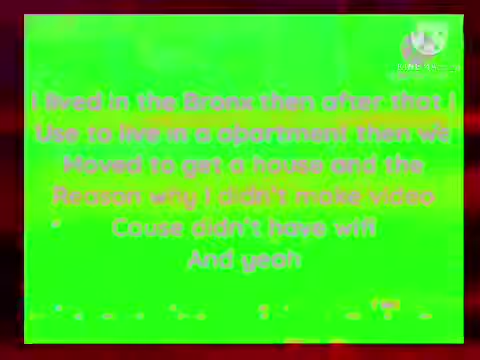 I lived in the Bronx then after that I
Use to live in a apartment then we
Moved to get a house and the
Reason why I didn't make video
Cause didn't have wifi
And yeah